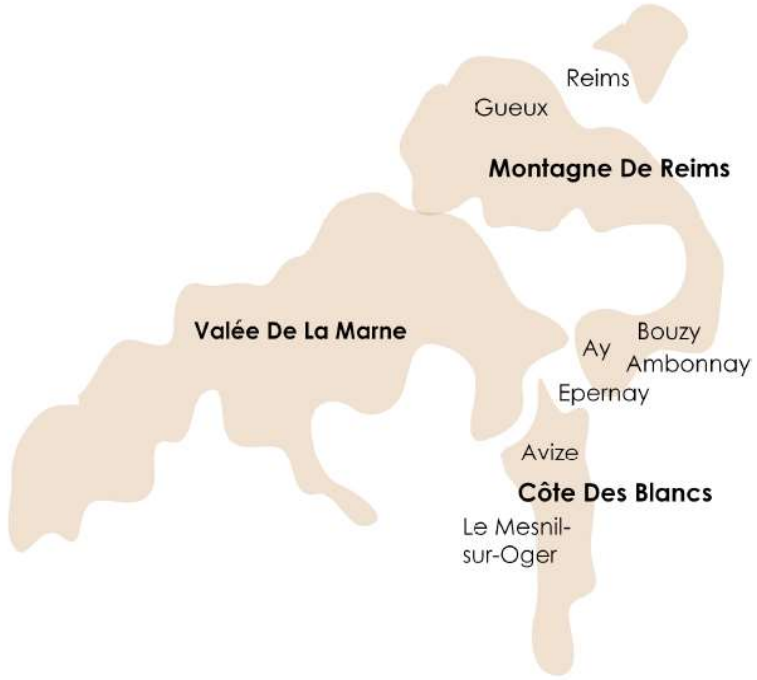 Reims
Gueux
Montagne De Reims
Valée De La Marne
Bouzy
Ay
Ambonnay
Epernay
Avize
Côte Des Blancs
Le Mesnil-
sur-Oger